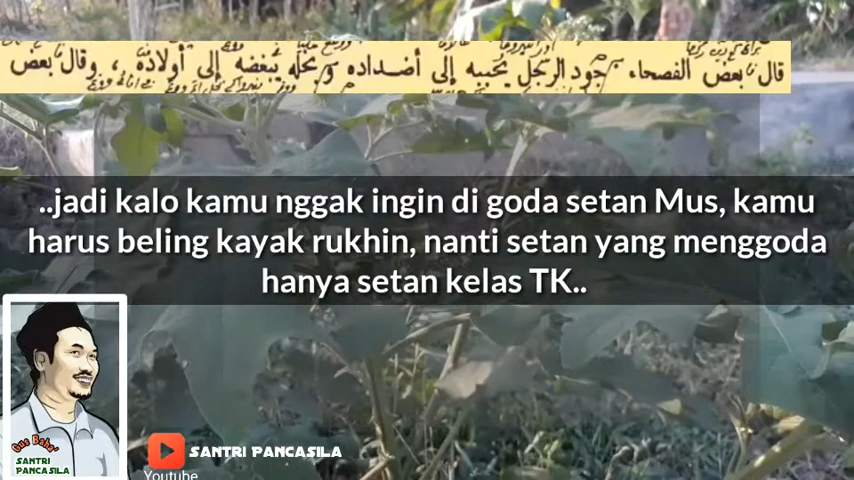 قال بعض الفصحاء جود الرجل يحببه إلى أضداده وبخله يبغضه إلى أولاده ، وقال بعض
..jadi kalo kamu nggak ingin di goda setan Mus, kamu
harus beling kayak rukhin, nanti setan yang menggoda
hanya setan kelas TK..
Gus Baha-
SANTRI
PANCASILA
SANTRI PANCASILA
Youtube